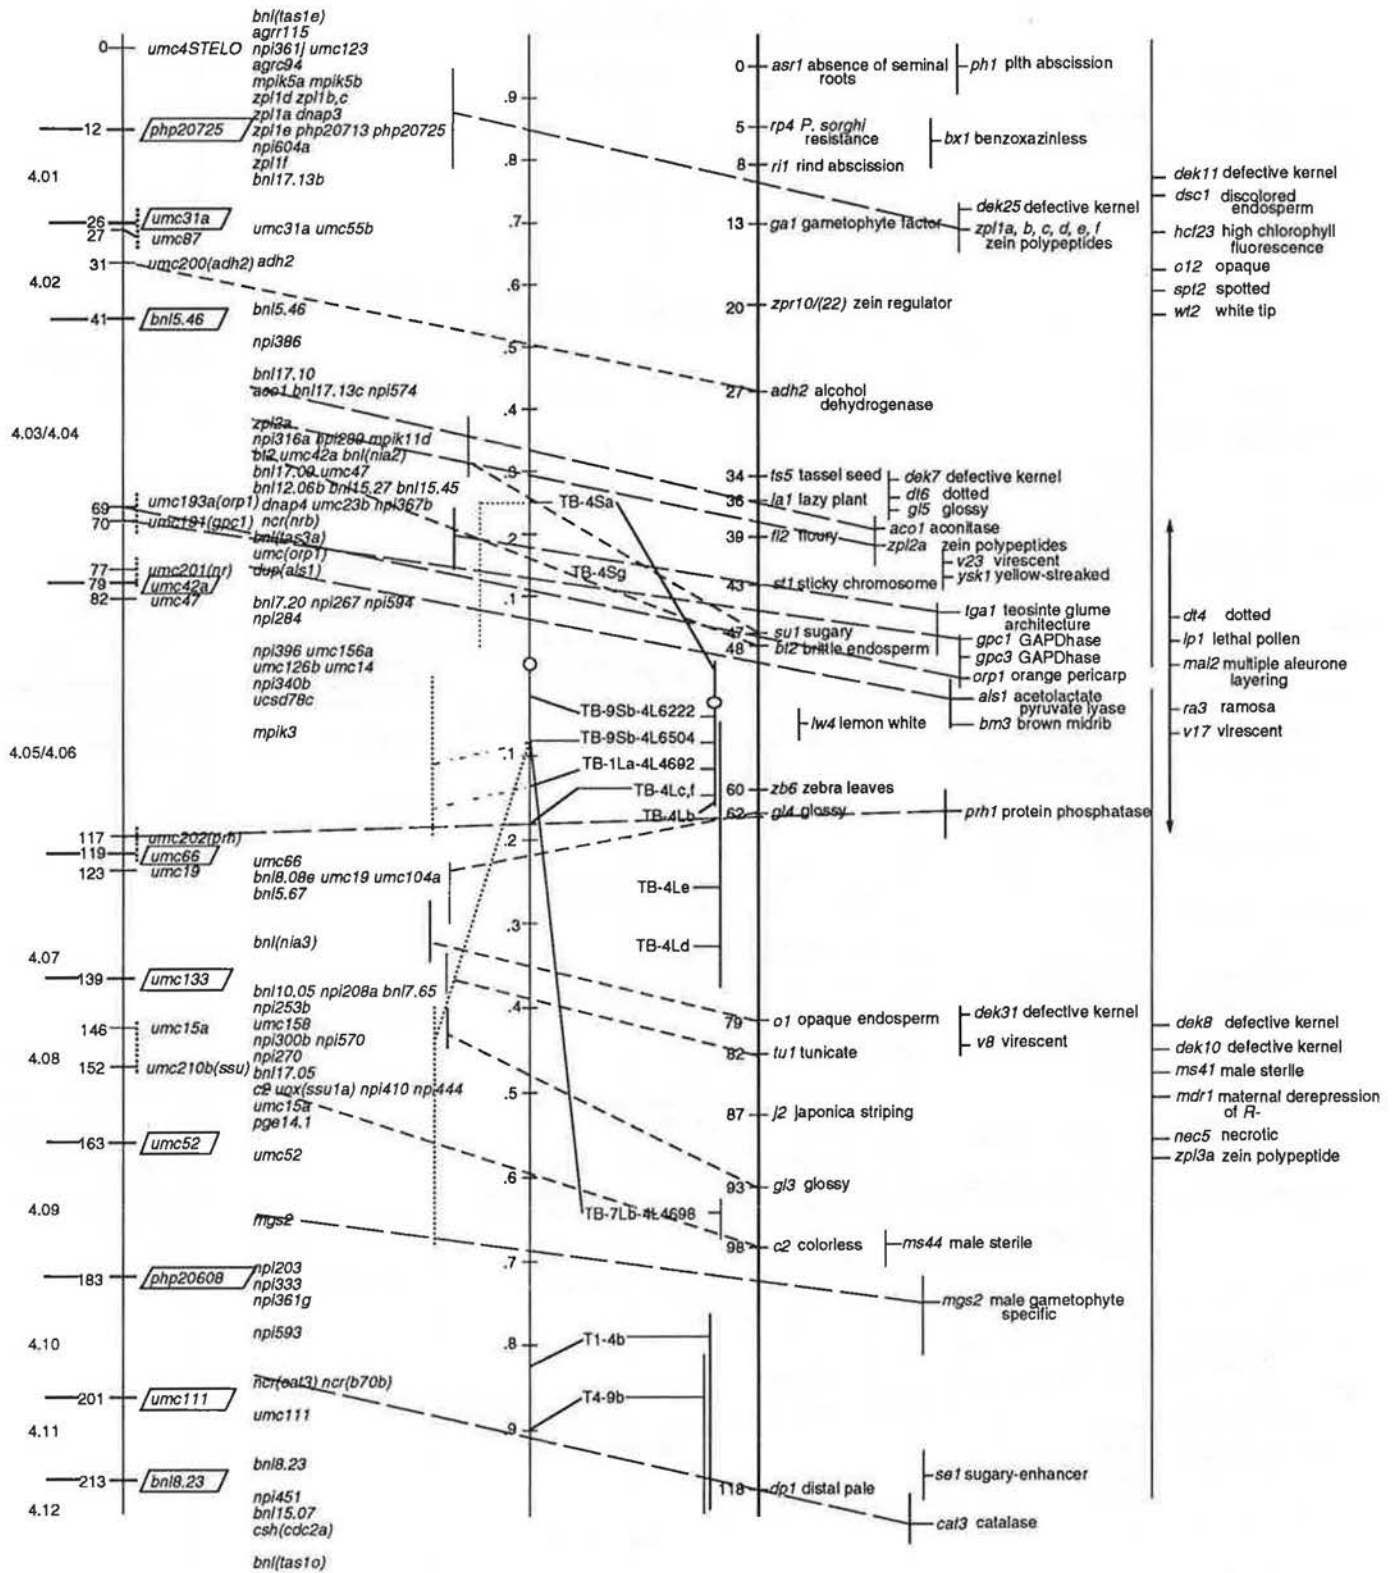 0 umc4STELO
12 php20725
4.01
26 umc31a
27 umc87
31 umc200(adh2)
4.02
41 bnl5.46
4.03/4.04
69 umc193a(orp1)
70 umc191(gpc1)
77 umc201(nr)
79 umc42a
82 umc47
4.05/4.06
117 umc202(prh)
119 umc66
123 umc19
4.07
139 umc133
146 umc15a
4.08
152 umc210b(ssu)
163 umc52
4.09
183 php20608
4.10
201 umc111
4.11
213 bnl8.23
4.12
bnl(tas1e)
agrr115
npi361j umc123
agrc94
mpik5a mpik5b
zpl1d zpl1b,c
zpl1a dnap3
zpl1e php20713 php20725
npi604a
zpl1f
bnl17.13b
umc31a umc55b
adh2
bnl5.46
npi386
bnl17.10
aco1 bnl17.13c npi574
zpl2a
npi316a npi289 mpik11d
bt2 umc42a bnl(nia2)
bnl17.09 umc47
bnl12.06b bnl15.27 bnl15.45
dnap4 umc23b npi367b
ncr(nrb)
bnl(tas3a)
umc(orp1)
dup(als1)
bnl7.20 npi267 npi594
npi284
npi396 umc156a
umc126b umc14
npi340b
ucsd78c
mpik3
umc66
bnl8.08e umc19 umc104a
bnl5.67
bnl(nia3)
bnl10.05 npi208a bnl7.65
npi253b
umc158
npi300b npi570
npi270
bnl17.05
c2 uox(ssu1a) npi410 npi444
umc15a
pge14.1
umc52
mgs2
npi203
npi333
npi361g
npi593
ncr(cat3) ncr(b70b)
umc111
bnl8.23
npi451
bnl15.07
csh(cdc2a)
bnl(tas1o)
.9
.8
.7
.6
.5
.4
.3
.2
.1
.1
.2
.3
.4
.5
.6
.7
.8
.9
TB-4Sa
TB-4Sg
TB-9Sb-4L6222
TB-9Sb-4L6504
TB-1La-4L4692
TB-4Lc,f
TB-4Lb
TB-4Le
TB-4Ld
TB-7Lb-4L4698
T1-4b
T4-9b
0 asr1 absence of seminal
roots
5 rp4 P. sorghi
resistance
8 ri1 rind abscission
13 ga1 gametophyte factor
20 zpr10/(22) zein regulator
27 adh2 alcohol
dehydrogenase
34 ts5 tassel seed
36 la1 lazy plant
39 fl2 floury
43 st1 sticky chromosome
47 su1 sugary
48 bt2 brittle endosperm
60 zb6 zebra leaves
62 gl4 glossy
79 o1 opaque endosperm
82 tu1 tunicate
87 j2 japonica striping
93 gl3 glossy
98 c2 colorless
118 dp1 distal pale
ph1 plth abscission
bx1 benzoxazinless
dek25 defective kernel
zpl1a, b, c, d, e, f
zein polypeptides
dek7 defective kernel
dt6 dotted
gl5 glossy
aco1 aconitase
zpl2a zein polypeptides
v23 virescent
ysk1 yellow-streaked
tga1 teosinte glume
architecture
gpc1 GAPDhase
gpc3 GAPDhase
orp1 orange pericarp
als1 acetolactate
pyruvate lyase
lw4 lemon white
bm3 brown midrib
prh1 protein phosphatase
dek31 defective kernel
v8 virescent
ms44 male sterile
mgs2 male gametophyte
specific
se1 sugary-enhancer
cat3 catalase
dek11 defective kernel
dsc1 discolored
endosperm
hcf23 high chlorophyll
fluorescence
o12 opaque
spt2 spotted
wt2 white tip
dt4 dotted
lp1 lethal pollen
mal2 multiple aleurone
layering
ra3 ramosa
v17 virescent
dek8 defective kernel
dek10 defective kernel
ms41 male sterile
mdr1 maternal derepression
of R-
nec5 necrotic
zpl3a zein polypeptide